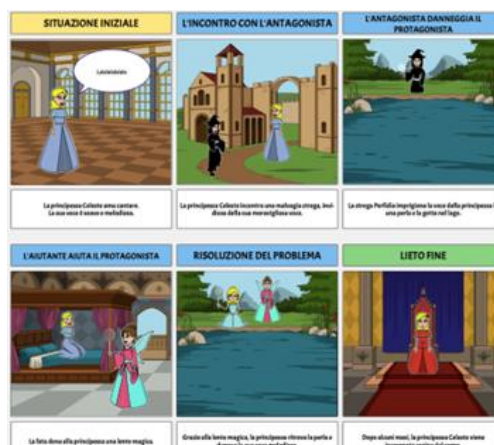 SITUAZIONE INIZIALE
L'INCONTRO CON L'ANTAGONISTA
L'ANTAGONISTA DANNEGGIA IL
PROTAGONISTA
La principessa Celeste ama cantare.
La sua voce è soave e melodiosa.
La principessa Celeste incontra una malvagia strega, invi-
diosa della sua meravigliosa voce.
La strega Perfidia imprigiona la voce della principessa in
una perla e la getta nel lago.
L'AIUTANTE AIUTA IL PROTAGONISTA
RISOLUZIONE DEL PROBLEMA
LIETO FINE
La fata dona alla principessa una lente magica.
Grazie alla lente magica, la principessa ritrova la perla e
Dopo alcuni mesi, la principessa Celeste viene